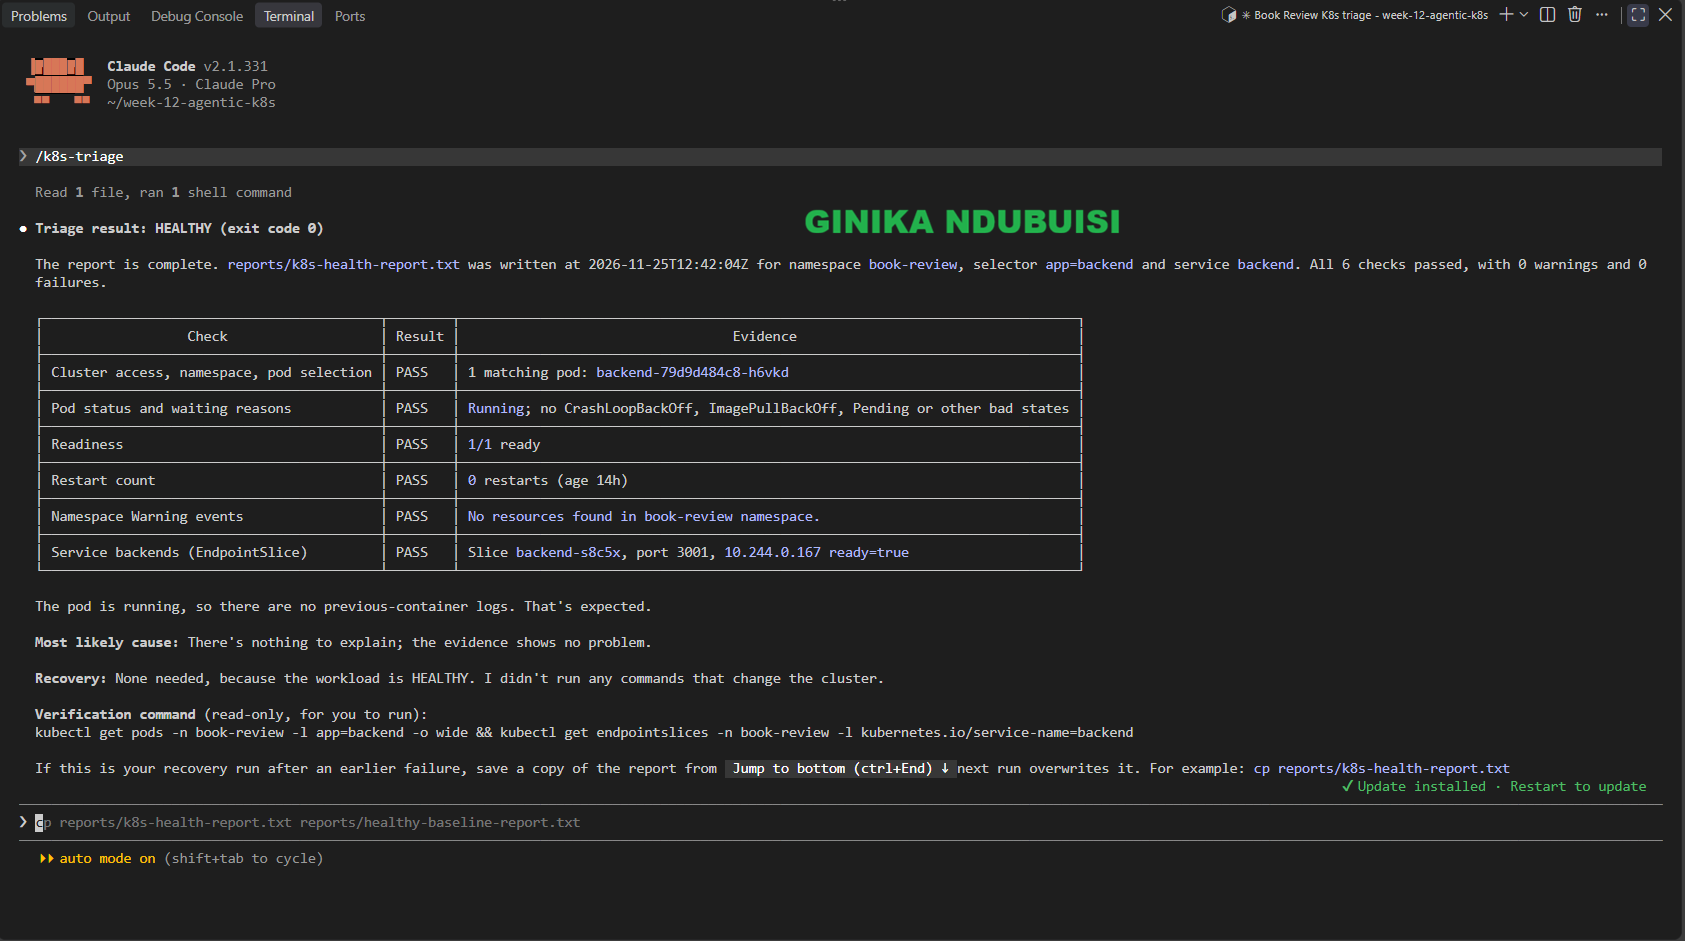 Problems Output Debug Console Terminal Ports
✳ Book Review K8s triage - week-12-agentic-k8s
Claude Code v2.1.331
Opus 5.5 · Claude Pro
~/week-12-agentic-k8s
❯ /k8s-triage
Read 1 file, ran 1 shell command
● Triage result: HEALTHY (exit code 0)
GINIKA NDUBUISI
The report is complete. reports/k8s-health-report.txt was written at 2026-11-25T12:42:04Z for namespace book-review, selector app=backend and service backend. All 6 checks passed, with 0 warnings and 0
failures.
Check Result Evidence
Cluster access, namespace, pod selection PASS 1 matching pod: backend-79d9d484c8-h6vkd
Pod status and waiting reasons PASS Running; no CrashLoopBackOff, ImagePullBackOff, Pending or other bad states
Readiness PASS 1/1 ready
Restart count PASS 0 restarts (age 14h)
Namespace Warning events PASS No resources found in book-review namespace.
Service backends (EndpointSlice) PASS Slice backend-s8c5x, port 3001, 10.244.0.167 ready=true
The pod is running, so there are no previous-container logs. That's expected.
Most likely cause: There's nothing to explain; the evidence shows no problem.
Recovery: None needed, because the workload is HEALTHY. I didn't run any commands that change the cluster.
Verification command (read-only, for you to run):
kubectl get pods -n book-review -l app=backend -o wide && kubectl get endpointslices -n book-review -l kubernetes.io/service-name=backend
If this is your recovery run after an earlier failure, save a copy of the report from Jump to bottom (ctrl+End) ↓ next run overwrites it. For example: cp reports/k8s-health-report.txt
✓ Update installed · Restart to update
❯ cp reports/k8s-health-report.txt reports/healthy-baseline-report.txt
⏵⏵ auto mode on (shift+tab to cycle)